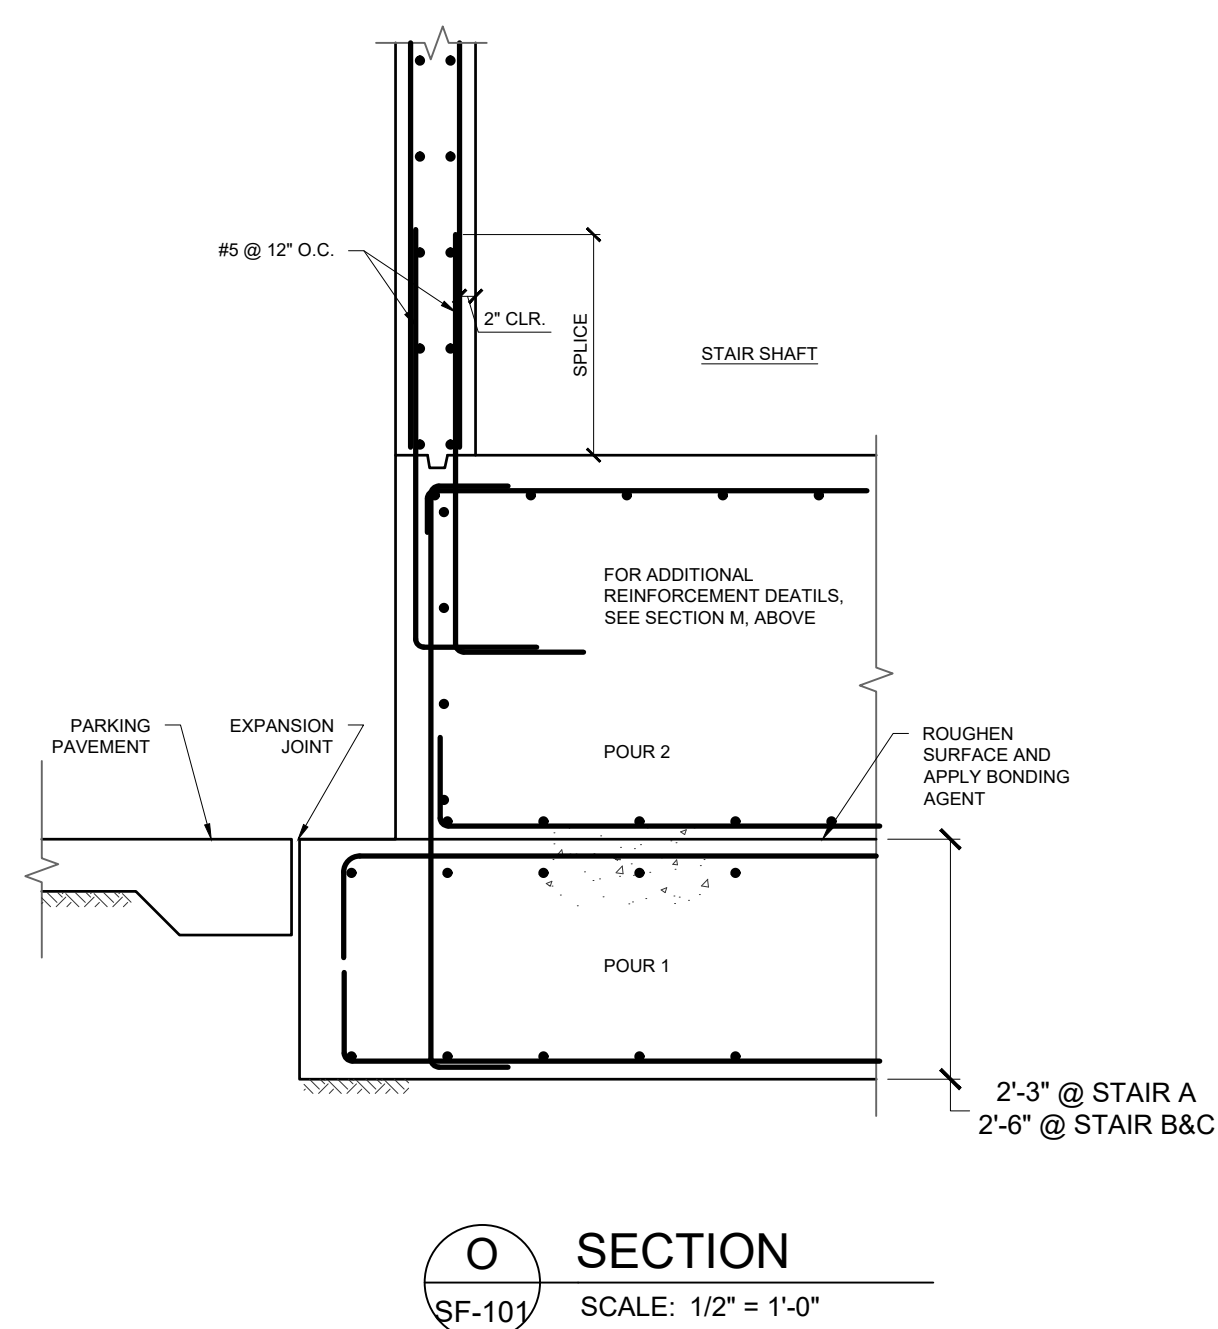 #5 @ 12" O.C.
2" CLR.
SPLICE
STAIR SHAFT
FOR ADDITIONAL
REINFORCEMENT DEATILS,
SEE SECTION M, ABOVE
PARKING
PAVEMENT
EXPANSION
JOINT
POUR 2
ROUGHEN
SURFACE AND
APPLY BONDING
AGENT
POUR 1
2'-3" @ STAIR A
2'-6" @ STAIR B&C
O
SF-101
SECTION
SCALE: 1/2" = 1'-0"